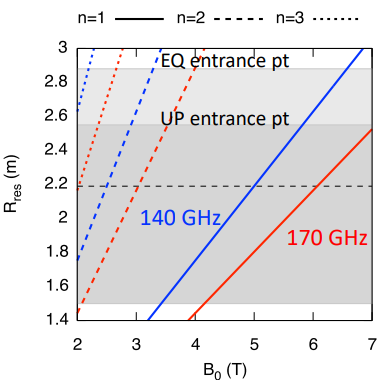 n=1 n=2 n=3
3
2.8
2.6
2.4
2.2
2
1.8
1.6
1.4
R_res (m)
EQ entrance pt
UP entrance pt
140 GHz
170 GHz
2 3 4 5 6 7
B_0 (T)